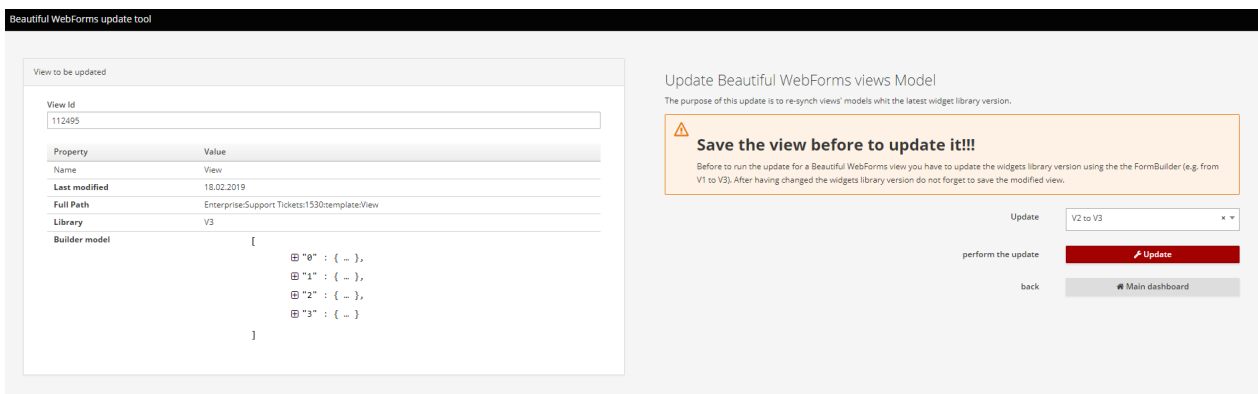 Beautiful WebForms update tool
View to be updated
View Id
112495
Property Value
Name View
Last modified 18.02.2019
Full Path Enterprise:Support Tickets:1530:template:View
Library V3
Builder model [
"0" : { … },
"1" : { … },
"2" : { … },
"3" : { … }
]
Update Beautiful WebForms views Model
The purpose of this update is to re-synch views' models whit the latest widget library version.
Save the view before to update it!!!
Before to run the update for a Beautiful WebForms view you have to update the widgets library version using the the FormBuilder (e.g. from
V1 to V3). After having changed the widgets library version do not forget to save the modified view.
Update V2 to V3
perform the update Update
back Main dashboard